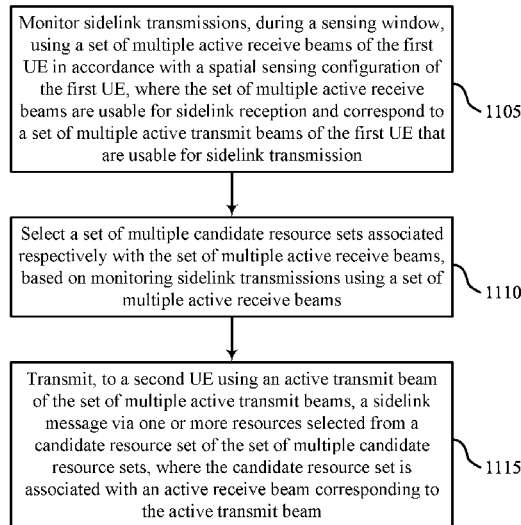 Monitor sidelink transmissions, during a sensing window,
using a set of multiple active receive beams of the first
UE in accordance with a spatial sensing configuration of
the first UE, where the set of multiple active receive
beams are usable for sidelink reception and correspond to
a set of multiple active transmit beams of the first UE that
are usable for sidelink transmission
1105
Select a set of multiple candidate resource sets associated
respectively with the set of multiple active receive beams,
based on monitoring sidelink transmissions using a set of
multiple active receive beams
1110
Transmit, to a second UE using an active transmit beam
of the set of multiple active transmit beams, a sidelink
message via one or more resources selected from a
candidate resource set of the set of multiple candidate
resource sets, where the candidate resource set is
associated with an active receive beam corresponding to
the active transmit beam
1115